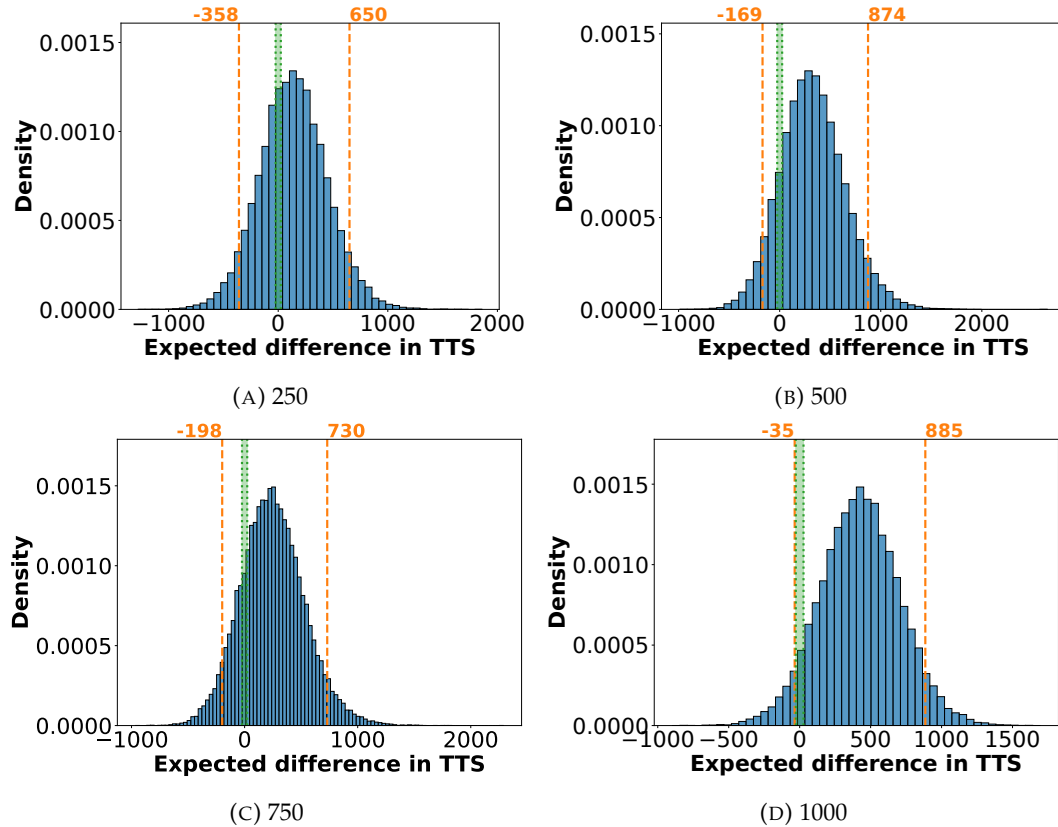 -358 650
0.0015
0.0010
0.0005
0.0000
Density
−1000 0 1000 2000
Expected difference in TTS
(A) 250
-169 874
0.0015
0.0010
0.0005
0.0000
Density
−1000 0 1000 2000
Expected difference in TTS
(B) 500
-198 730
0.0015
0.0010
0.0005
0.0000
Density
−1000 0 1000 2000
Expected difference in TTS
(C) 750
-35 885
0.0015
0.0010
0.0005
0.0000
Density
−1000 −500 0 500 1000 1500
Expected difference in TTS
(D) 1000